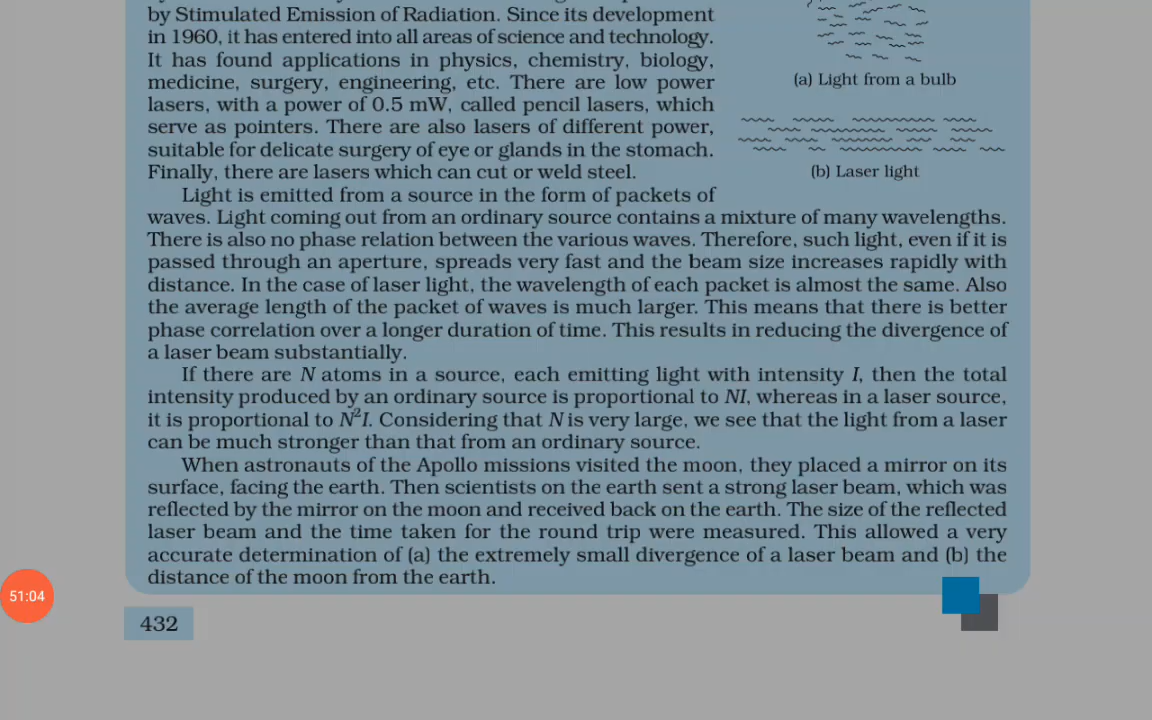 by Stimulated Emission of Radiation. Since its development
in 1960, it has entered into all areas of science and technology.
It has found applications in physics, chemistry, biology,
medicine, surgery, engineering, etc. There are low power
lasers, with a power of 0.5 mW, called pencil lasers, which
serve as pointers. There are also lasers of different power,
suitable for delicate surgery of eye or glands in the stomach.
Finally, there are lasers which can cut or weld steel.
(a) Light from a bulb
(b) Laser light
Light is emitted from a source in the form of packets of
waves. Light coming out from an ordinary source contains a mixture of many wavelengths.
There is also no phase relation between the various waves. Therefore, such light, even if it is
passed through an aperture, spreads very fast and the beam size increases rapidly with
distance. In the case of laser light, the wavelength of each packet is almost the same. Also
the average length of the packet of waves is much larger. This means that there is better
phase correlation over a longer duration of time. This results in reducing the divergence of
a laser beam substantially.
If there are N atoms in a source, each emitting light with intensity I, then the total
intensity produced by an ordinary source is proportional to NI, whereas in a laser source,
it is proportional to N²I. Considering that N is very large, we see that the light from a laser
can be much stronger than that from an ordinary source.
When astronauts of the Apollo missions visited the moon, they placed a mirror on its
surface, facing the earth. Then scientists on the earth sent a strong laser beam, which was
reflected by the mirror on the moon and received back on the earth. The size of the reflected
laser beam and the time taken for the round trip were measured. This allowed a very
accurate determination of (a) the extremely small divergence of a laser beam and (b) the
distance of the moon from the earth.
51:04
432